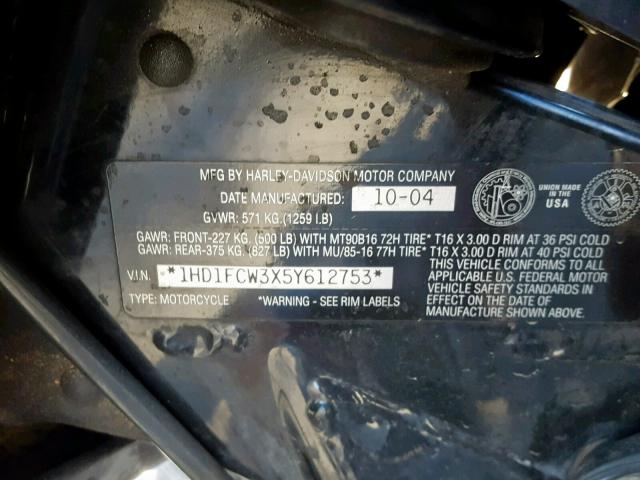 MFG BY HARLEY-DAVIDSON MOTOR COMPANY
DATE MANUFACTURED: 10-04
GVWR: 571 KG.(1259 LB)
UNION MADE IN THE USA
GAWR: FRONT-227 KG. (500 LB) WITH MT90B16 72H TIRE* T16 X 3.00 D RIM AT 36 PSI COLD
GAWR: REAR-375 KG. (827 LB) WITH MU/85-16 77H TIRE* T16 X 3.00 D RIM AT 40 PSI COLD
V.I.N. *1HD1FCW3X5Y612753*
TYPE: MOTORCYCLE *WARNING - SEE RIM LABELS
THIS VEHICLE CONFORMS TO ALL
APPLICABLE U.S. FEDERAL MOTOR
VEHICLE SAFETY STANDARDS IN
EFFECT ON THE DATE OF
MANUFACTURE SHOWN ABOVE.